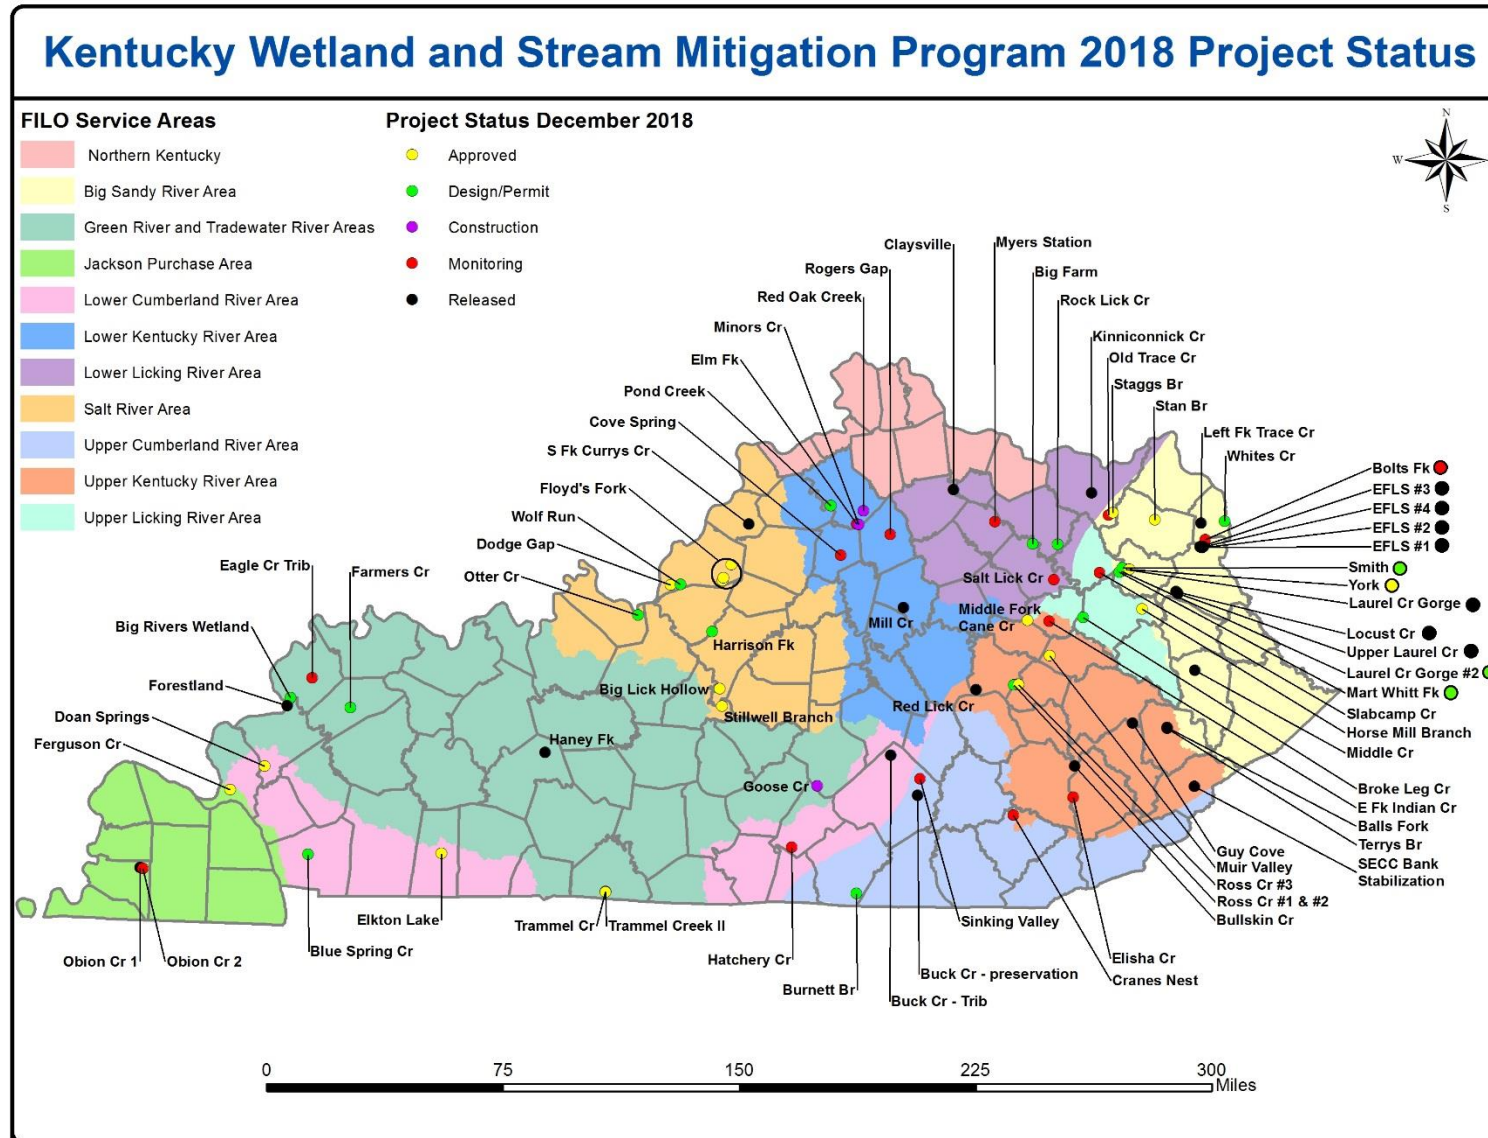 Kentucky Wetland and Stream Mitigation Program 2018 Project Status
FILO Service Areas
Northern Kentucky
Big Sandy River Area
Green River and Tradewater River Areas
Jackson Purchase Area
Lower Cumberland River Area
Lower Kentucky River Area
Lower Licking River Area
Salt River Area
Upper Cumberland River Area
Upper Kentucky River Area
Upper Licking River Area
Project Status December 2018
Approved
Design/Permit
Construction
Monitoring
Released
N
W
S
Claysville
Myers Station
Rogers Gap
Big Farm
Red Oak Creek
Rock Lick Cr
Minors Cr
Kinniconnick Cr
Elm Fk
Old Trace Cr
Pond Creek
Staggs Br
Cove Spring
Stan Br
S Fk Currys Cr
Left Fk Trace Cr
Floyd's Fork
Whites Cr
Wolf Run
Bolts Fk
EFLS #3
EFLS #4
EFLS #2
EFLS #1
Dodge Gap
Otter Cr
Eagle Cr Trib
Farmers Cr
Big Rivers Wetland
Forestland
Doan Springs
Ferguson Cr
Salt Lick Cr
Middle Fork
Cane Cr
Mill Cr
Harrison Fk
Big Lick Hollow
Stillwell Branch
Red Lick Cr
Haney Fk
Goose Cr
Smith
York
Laurel Cr Gorge
Locust Cr
Upper Laurel Cr
Laurel Cr Gorge #2
Mart Whitt Fk
Slabcamp Cr
Horse Mill Branch
Middle Cr
Broke Leg Cr
E Fk Indian Cr
Balls Fork
Terrys Br
SECC Bank
Stabilization
Guy Cove
Muir Valley
Ross Cr #3
Ross Cr #1 & #2
Bullskin Cr
Elisha Cr
Cranes Nest
Sinking Valley
Buck Cr - preservation
Buck Cr - Trib
Burnett Br
Hatchery Cr
Trammel Cr
Trammel Creek II
Elkton Lake
Blue Spring Cr
Obion Cr 1
Obion Cr 2
0
75
150
225
300
Miles